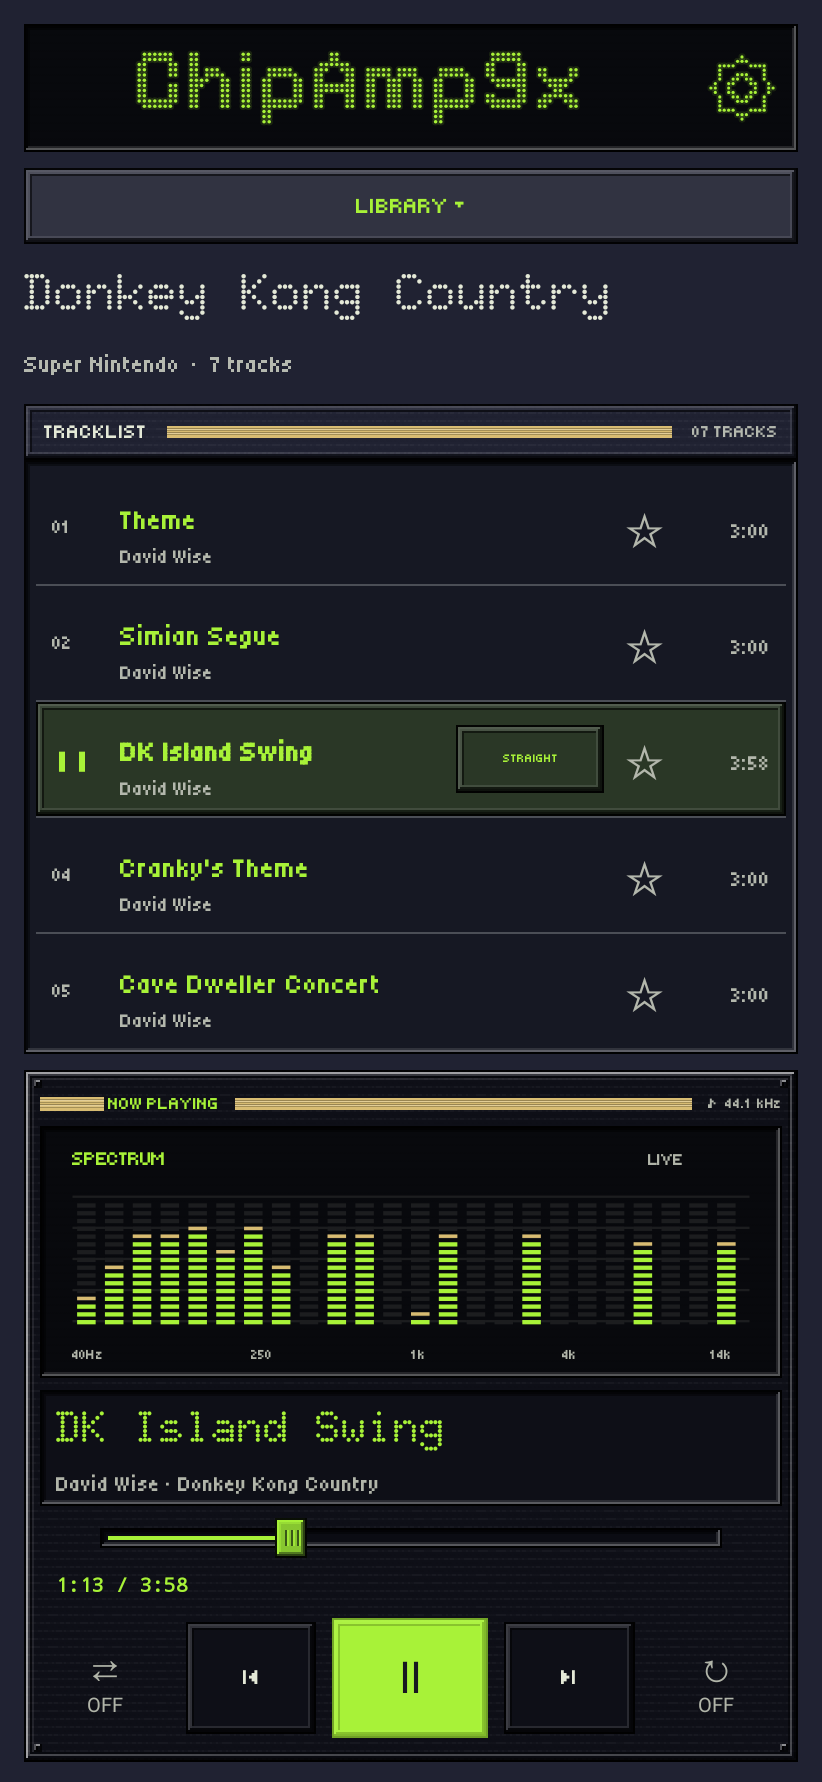 ChipAmp9x
LIBRARY ▾
Donkey Kong Country
Super Nintendo · 7 tracks
TRACKLIST 07 TRACKS
01 Theme 3:00
David Wise
02 Simian Segue 3:00
David Wise
DK Island Swing STRAIGHT 3:58
David Wise
04 Cranky's Theme 3:00
David Wise
05 Cave Dweller Concert 3:00
David Wise
NOW PLAYING ♪ 44.1 kHz
SPECTRUM LIVE
40Hz 250 1k 4k 14k
DK Island Swing
David Wise · Donkey Kong Country
1:13 / 3:58
OFF OFF